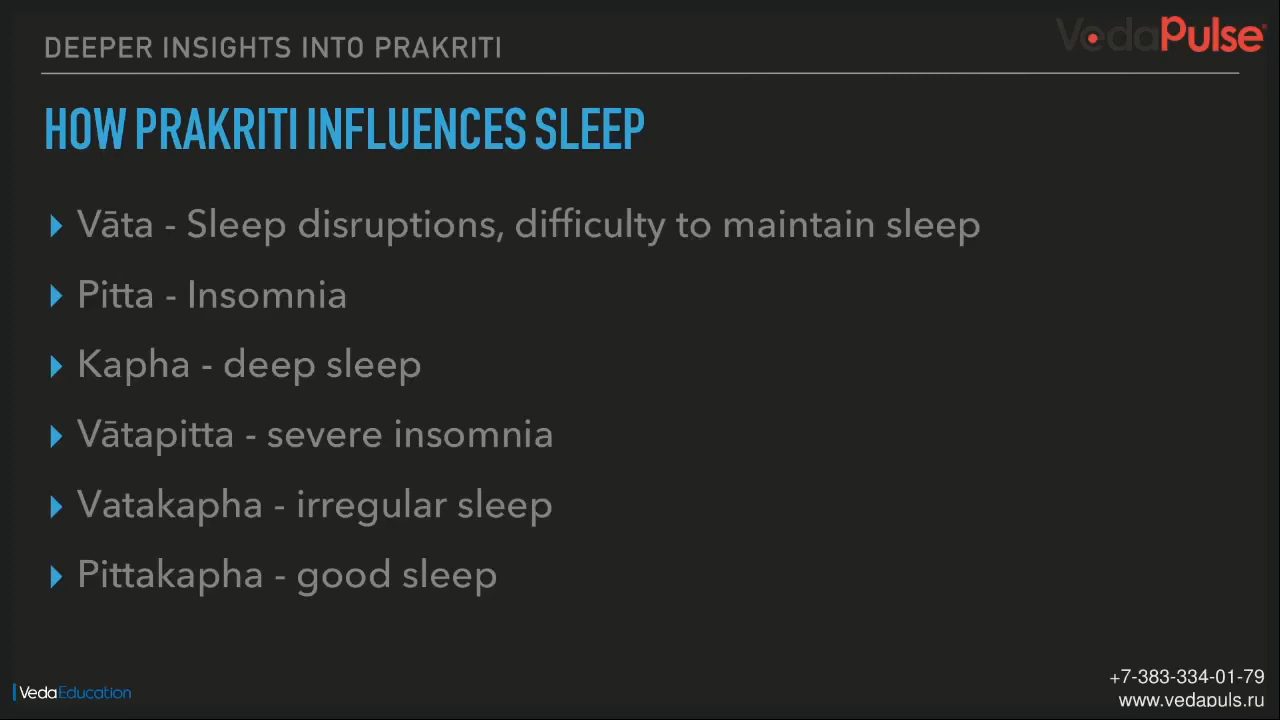 DEEPER INSIGHTS INTO PRAKRITI
VedaPulse®
HOW PRAKRITI INFLUENCES SLEEP
Vāta - Sleep disruptions, difficulty to maintain sleep
Pitta - Insomnia
Kapha - deep sleep
Vātapitta - severe insomnia
Vatakapha - irregular sleep
Pittakapha - good sleep
VedaEducation
+7-383-334-01-79
www.vedapuls.ru